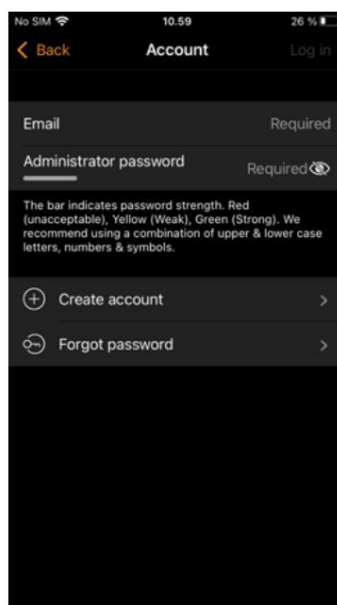 No SIM 10.59 26 %
Back Account Log in
Email Required
Administrator password Required
The bar indicates password strength. Red
(unacceptable), Yellow (Weak), Green (Strong). We
recommend using a combination of upper & lower case
letters, numbers & symbols.
Create account
Forgot password